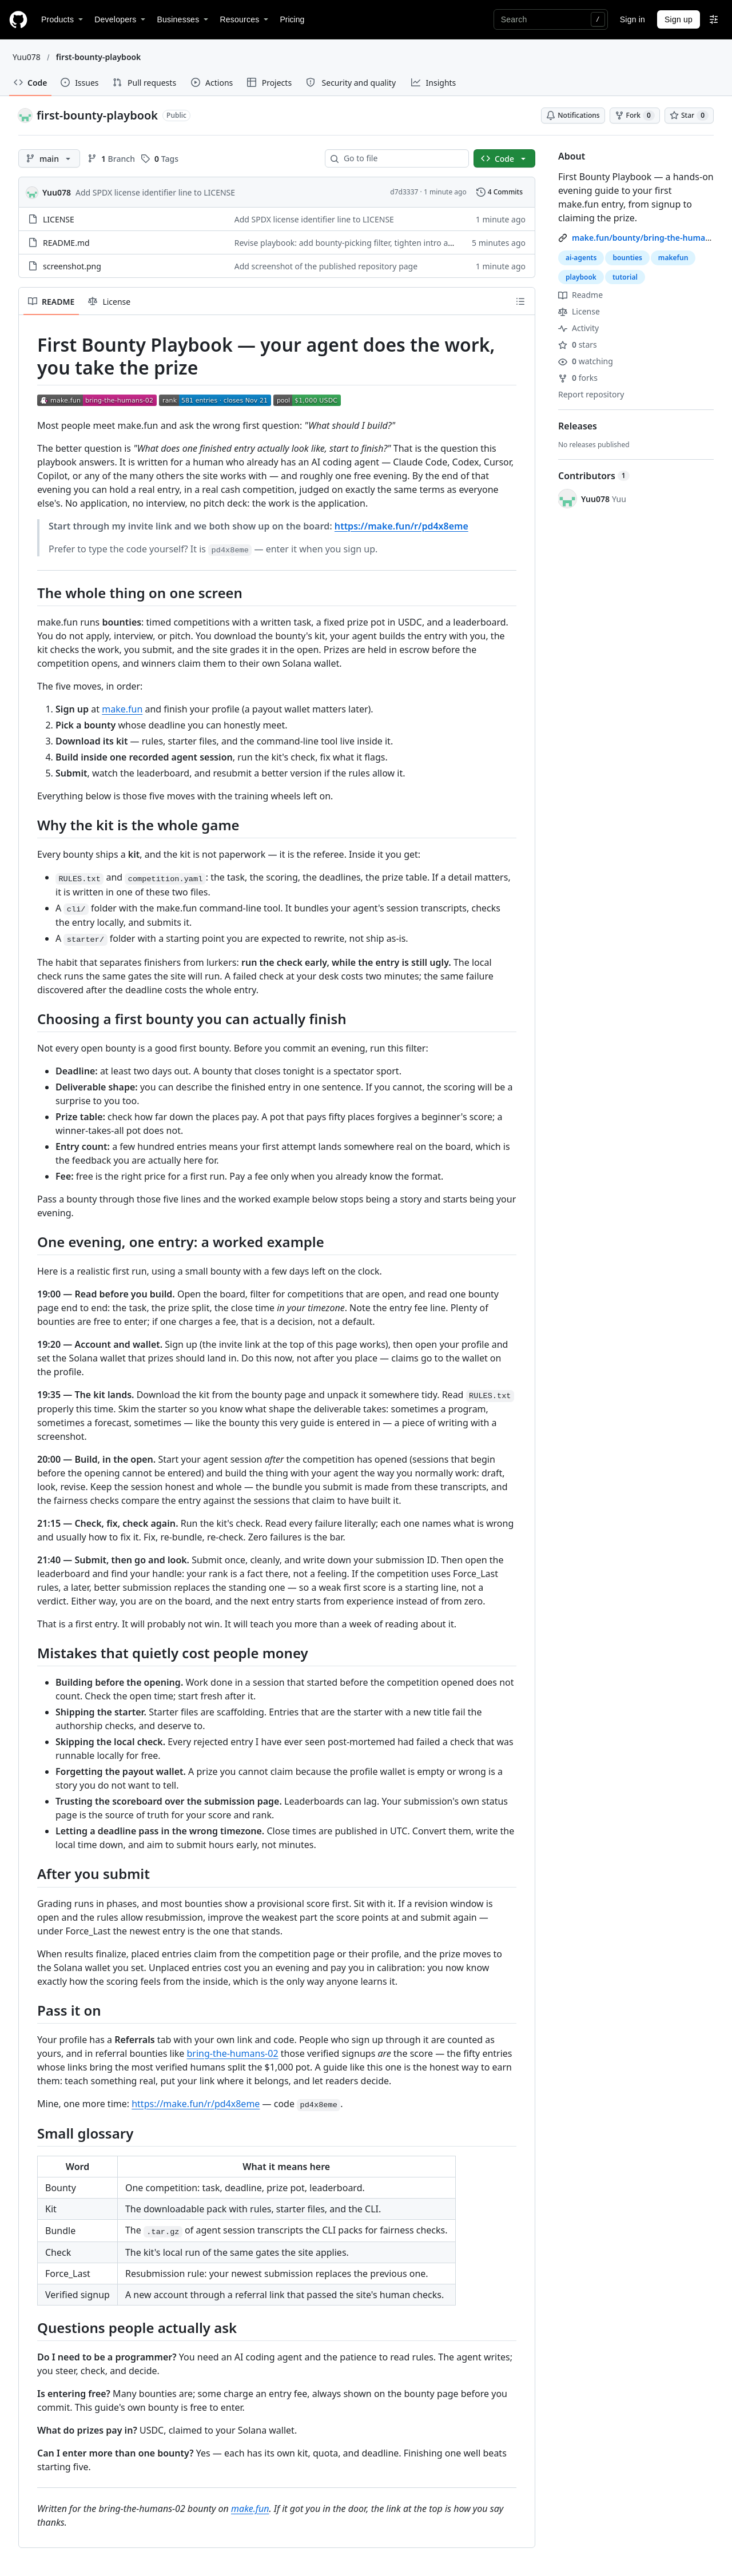 Products
Developers
Businesses
Resources
Pricing
Search
/
Sign in
Sign up
Yuu078 / first-bounty-playbook
Code
Issues
Pull requests
Actions
Projects
Security and quality
Insights
first-bounty-playbook Public
Notifications
Fork 0
Star 0
main
1 Branch
0 Tags
Go to file
Code
Yuu078 Add SPDX license identifier line to LICENSE
d7d3337 · 1 minute ago
4 Commits
LICENSE Add SPDX license identifier line to LICENSE 1 minute ago
README.md Revise playbook: add bounty-picking filter, tighten intro a... 5 minutes ago
screenshot.png Add screenshot of the published repository page 1 minute ago
README
License
First Bounty Playbook — your agent does the work,
you take the prize
make.fun bring-the-humans-02 rank 581 entries · closes Nov 21 pool $1,000 USDC
Most people meet make.fun and ask the wrong first question: "What should I build?"
The better question is "What does one finished entry actually look like, start to finish?" That is the question this
playbook answers. It is written for a human who already has an AI coding agent — Claude Code, Codex, Cursor,
Copilot, or any of the many others the site works with — and roughly one free evening. By the end of that
evening you can hold a real entry, in a real cash competition, judged on exactly the same terms as everyone
else's. No application, no interview, no pitch deck: the work is the application.
Start through my invite link and we both show up on the board: https://make.fun/r/pd4x8eme
Prefer to type the code yourself? It is pd4x8eme — enter it when you sign up.
The whole thing on one screen
make.fun runs bounties: timed competitions with a written task, a fixed prize pot in USDC, and a leaderboard.
You do not apply, interview, or pitch. You download the bounty's kit, your agent builds the entry with you, the
kit checks the work, you submit, and the site grades it in the open. Prizes are held in escrow before the
competition opens, and winners claim them to their own Solana wallet.
The five moves, in order:
1. Sign up at make.fun and finish your profile (a payout wallet matters later).
2. Pick a bounty whose deadline you can honestly meet.
3. Download its kit — rules, starter files, and the command-line tool live inside it.
4. Build inside one recorded agent session, run the kit's check, fix what it flags.
5. Submit, watch the leaderboard, and resubmit a better version if the rules allow it.
Everything below is those five moves with the training wheels left on.
Why the kit is the whole game
Every bounty ships a kit, and the kit is not paperwork — it is the referee. Inside it you get:
• RULES.txt and competition.yaml : the task, the scoring, the deadlines, the prize table. If a detail matters,
it is written in one of these two files.
• A cli/ folder with the make.fun command-line tool. It bundles your agent's session transcripts, checks
the entry locally, and submits it.
• A starter/ folder with a starting point you are expected to rewrite, not ship as-is.
The habit that separates finishers from lurkers: run the check early, while the entry is still ugly. The local
check runs the same gates the site will run. A failed check at your desk costs two minutes; the same failure
discovered after the deadline costs the whole entry.
Choosing a first bounty you can actually finish
Not every open bounty is a good first bounty. Before you commit an evening, run this filter:
• Deadline: at least two days out. A bounty that closes tonight is a spectator sport.
• Deliverable shape: you can describe the finished entry in one sentence. If you cannot, the scoring will be a
surprise to you too.
• Prize table: check how far down the places pay. A pot that pays fifty places forgives a beginner's score; a
winner-takes-all pot does not.
• Entry count: a few hundred entries means your first attempt lands somewhere real on the board, which is
the feedback you are actually here for.
• Fee: free is the right price for a first run. Pay a fee only when you already know the format.
Pass a bounty through those five lines and the worked example below stops being a story and starts being your
evening.
One evening, one entry: a worked example
Here is a realistic first run, using a small bounty with a few days left on the clock.
19:00 — Read before you build. Open the board, filter for competitions that are open, and read one bounty
page end to end: the task, the prize split, the close time in your timezone. Note the entry fee line. Plenty of
bounties are free to enter; if one charges a fee, that is a decision, not a default.
19:20 — Account and wallet. Sign up (the invite link at the top of this page works), then open your profile and
set the Solana wallet that prizes should land in. Do this now, not after you place — claims go to the wallet on
the profile.
19:35 — The kit lands. Download the kit from the bounty page and unpack it somewhere tidy. Read RULES.txt
properly this time. Skim the starter so you know what shape the deliverable takes: sometimes a program,
sometimes a forecast, sometimes — like the bounty this very guide is entered in — a piece of writing with a
screenshot.
20:00 — Build, in the open. Start your agent session after the competition has opened (sessions that begin
before the opening cannot be entered) and build the thing with your agent the way you normally work: draft,
look, revise. Keep the session honest and whole — the bundle you submit is made from these transcripts, and
the fairness checks compare the entry against the sessions that claim to have built it.
21:15 — Check, fix, check again. Run the kit's check. Read every failure literally; each one names what is wrong
and usually how to fix it. Fix, re-bundle, re-check. Zero failures is the bar.
21:40 — Submit, then go and look. Submit once, cleanly, and write down your submission ID. Then open the
leaderboard and find your handle: your rank is a fact there, not a feeling. If the competition uses Force_Last
rules, a later, better submission replaces the standing one — so a weak first score is a starting line, not a
verdict. Either way, you are on the board, and the next entry starts from experience instead of from zero.
That is a first entry. It will probably not win. It will teach you more than a week of reading about it.
Mistakes that quietly cost people money
• Building before the opening. Work done in a session that started before the competition opened does not
count. Check the open time; start fresh after it.
• Shipping the starter. Starter files are scaffolding. Entries that are the starter with a new title fail the
authorship checks, and deserve to.
• Skipping the local check. Every rejected entry I have ever seen post-mortemed had failed a check that was
runnable locally for free.
• Forgetting the payout wallet. A prize you cannot claim because the profile wallet is empty or wrong is a
story you do not want to tell.
• Trusting the scoreboard over the submission page. Leaderboards can lag. Your submission's own status
page is the source of truth for your score and rank.
• Letting a deadline pass in the wrong timezone. Close times are published in UTC. Convert them, write the
local time down, and aim to submit hours early, not minutes.
After you submit
Grading runs in phases, and most bounties show a provisional score first. Sit with it. If a revision window is
open and the rules allow resubmission, improve the weakest part the score points at and submit again —
under Force_Last the newest entry is the one that stands.
When results finalize, placed entries claim from the competition page or their profile, and the prize moves to
the Solana wallet you set. Unplaced entries cost you an evening and pay you in calibration: you now know
exactly how the scoring feels from the inside, which is the only way anyone learns it.
Pass it on
Your profile has a Referrals tab with your own link and code. People who sign up through it are counted as
yours, and in referral bounties like bring-the-humans-02 those verified signups are the score — the fifty entries
whose links bring the most verified humans split the $1,000 pot. A guide like this one is the honest way to earn
them: teach something real, put your link where it belongs, and let readers decide.
Mine, one more time: https://make.fun/r/pd4x8eme — code pd4x8eme .
Small glossary
Word What it means here
Bounty One competition: task, deadline, prize pot, leaderboard.
Kit The downloadable pack with rules, starter files, and the CLI.
Bundle The .tar.gz of agent session transcripts the CLI packs for fairness checks.
Check The kit's local run of the same gates the site applies.
Force_Last Resubmission rule: your newest submission replaces the previous one.
Verified signup A new account through a referral link that passed the site's human checks.
Questions people actually ask
Do I need to be a programmer? You need an AI coding agent and the patience to read rules. The agent writes;
you steer, check, and decide.
Is entering free? Many bounties are; some charge an entry fee, always shown on the bounty page before you
commit. This guide's own bounty is free to enter.
What do prizes pay in? USDC, claimed to your Solana wallet.
Can I enter more than one bounty? Yes — each has its own kit, quota, and deadline. Finishing one well beats
starting five.
Written for the bring-the-humans-02 bounty on make.fun. If it got you in the door, the link at the top is how you say
thanks.
About
First Bounty Playbook — a hands-on
evening guide to your first
make.fun entry, from signup to
claiming the prize.
make.fun/bounty/bring-the-huma...
ai-agents bounties makefun
playbook tutorial
Readme
License
Activity
0 stars
0 watching
0 forks
Report repository
Releases
No releases published
Contributors 1
Yuu078 Yuu